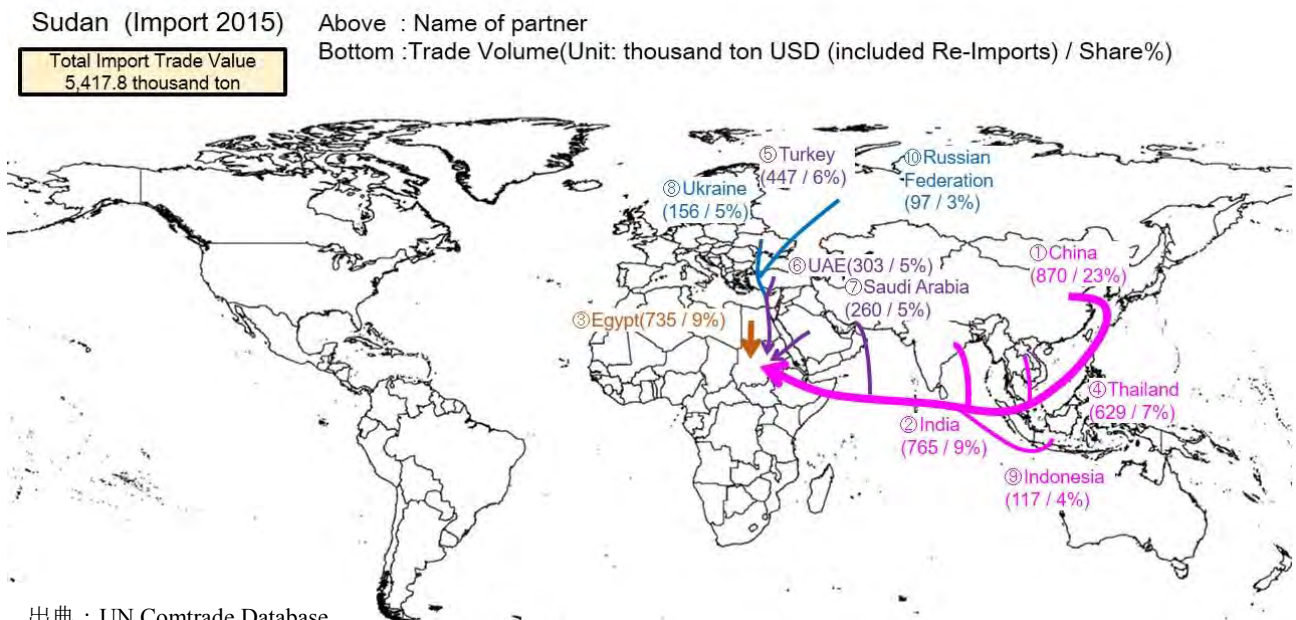 Sudan (Import 2015)
Above : Name of partner
Bottom :Trade Volume(Unit: thousand ton USD (included Re-Imports) / Share%)
Total Import Trade Value
5,417.8 thousand ton
⑤Turkey
(447 / 6%)
⑩Russian
Federation
(97 / 3%)
⑧Ukraine
(156 / 5%)
①China
(870 / 23%)
⑥UAE(303 / 5%)
⑦Saudi Arabia
(260 / 5%)
③Egypt(735 / 9%)
④Thailand
(629 / 7%)
②India
(765 / 9%)
⑨Indonesia
(117 / 4%)
出典：UN Comtrade Database